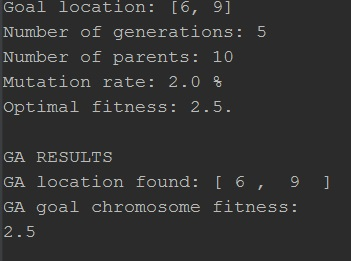 Goal location: [6, 9]
Number of generations: 5
Number of parents: 10
Mutation rate: 2.0 %
Optimal fitness: 2.5.
GA RESULTS
GA location found: [ 6 ,  9  ]
GA goal chromosome fitness:
2.5